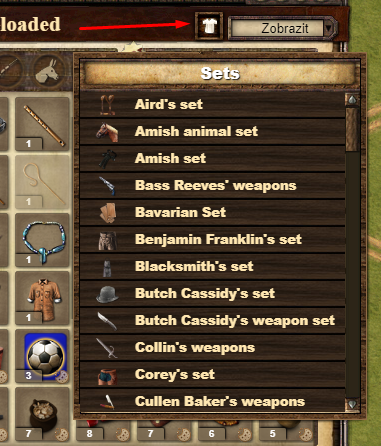 loaded
Zobrazit
Sets
Aird's set
Amish animal set
Amish set
Bass Reeves' weapons
Bavarian Set
Benjamin Franklin's set
Blacksmith's set
Butch Cassidy's set
Butch Cassidy's weapon set
Collin's weapons
Corey's set
Cullen Baker's weapons
1
1
1
1
3
8
7
6
5